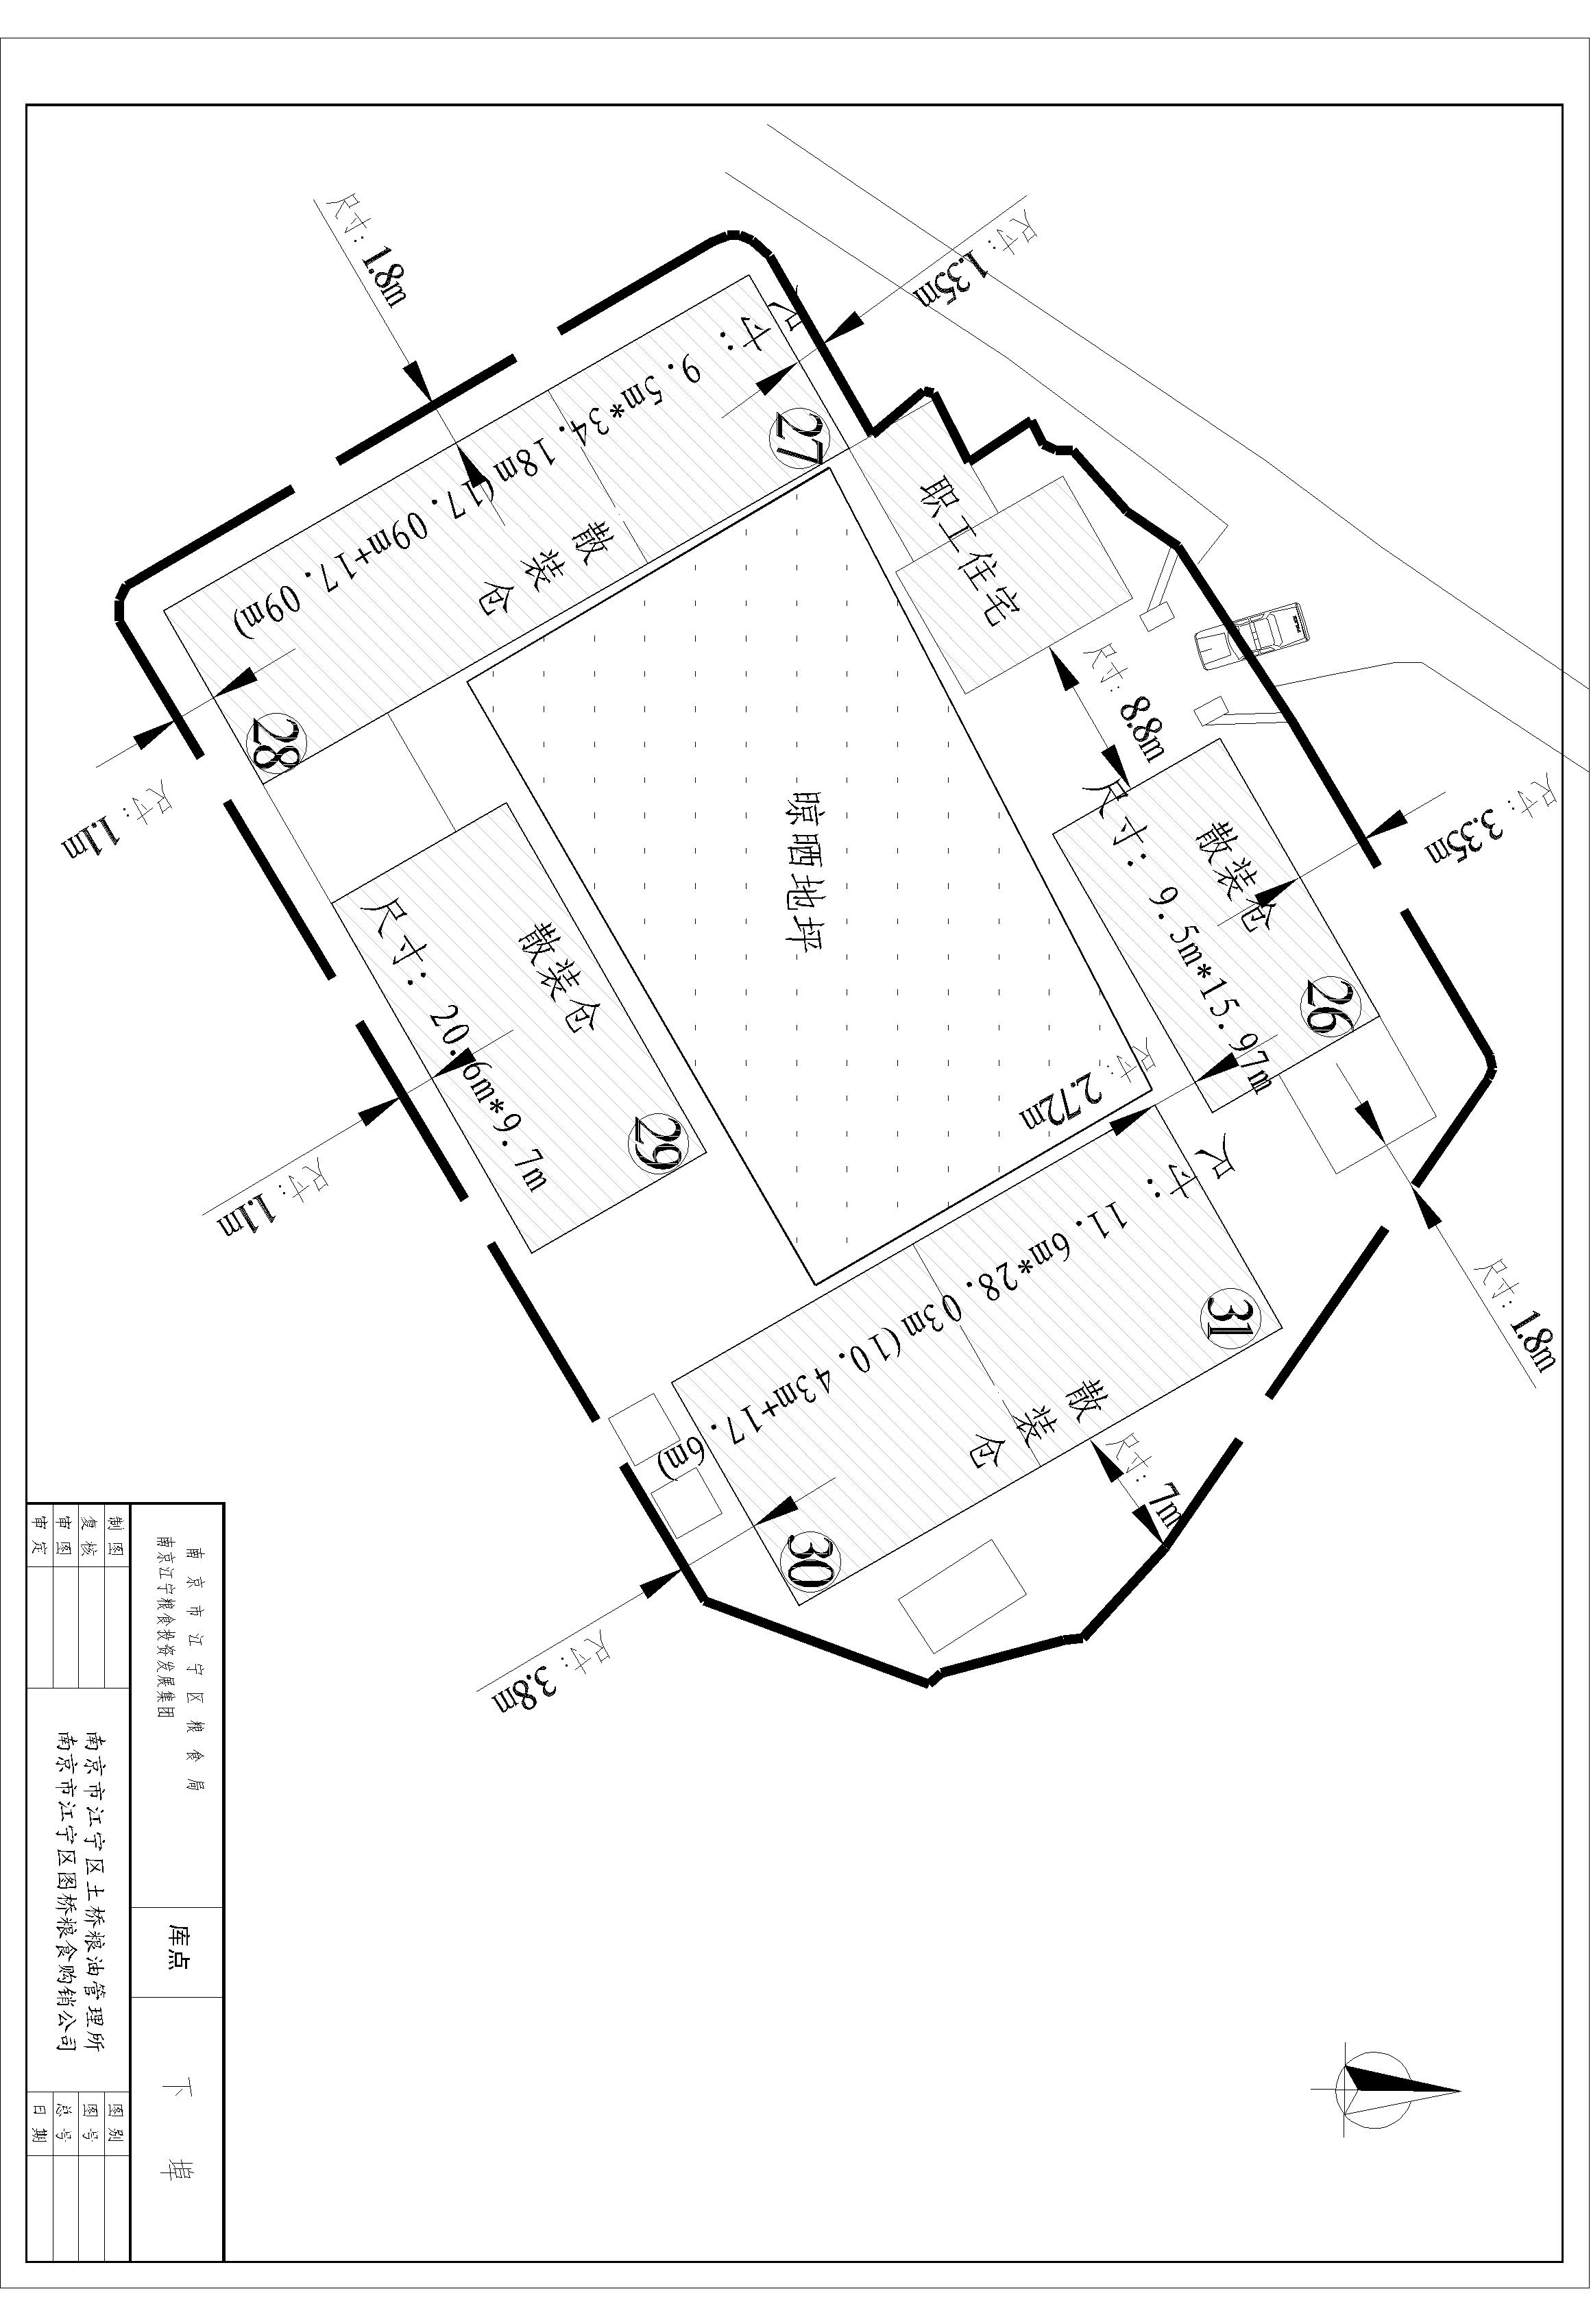 尺寸：1.8m
尺寸：1.35m
尺寸：9.5m*34.18m(17.09m+17.09m)
27
散装仓
28
职工住宅
尺寸：8.8m
尺寸：1.1m
晾晒地坪
尺寸：3.35m
散装仓
尺寸：9.5m*15.97m
26
散装仓
尺寸：20.6m*9.7m
29
尺寸：1.1m
尺寸：2.72m
尺寸：11.6m*28.03m(10.43m+17.6m)
31
散装仓
30
尺寸：1.8m
尺寸：7m
尺寸：3.8m
南京市江宁区粮食局
南京江宁粮食投资发展集团
库点
下埠
制图
复核
审图
审定
南京市江宁区土桥粮油管理所
南京市江宁区图桥粮食购销公司
图别
图号
总号
日期